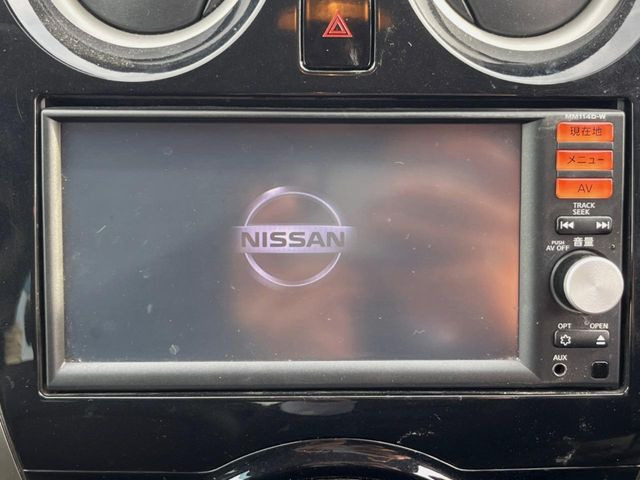 MM114D-W
現在地
メニュー
AV
NISSAN
TRACK
SEEK
PUSH
AV OFF
音量
OPT
OPEN
AUX